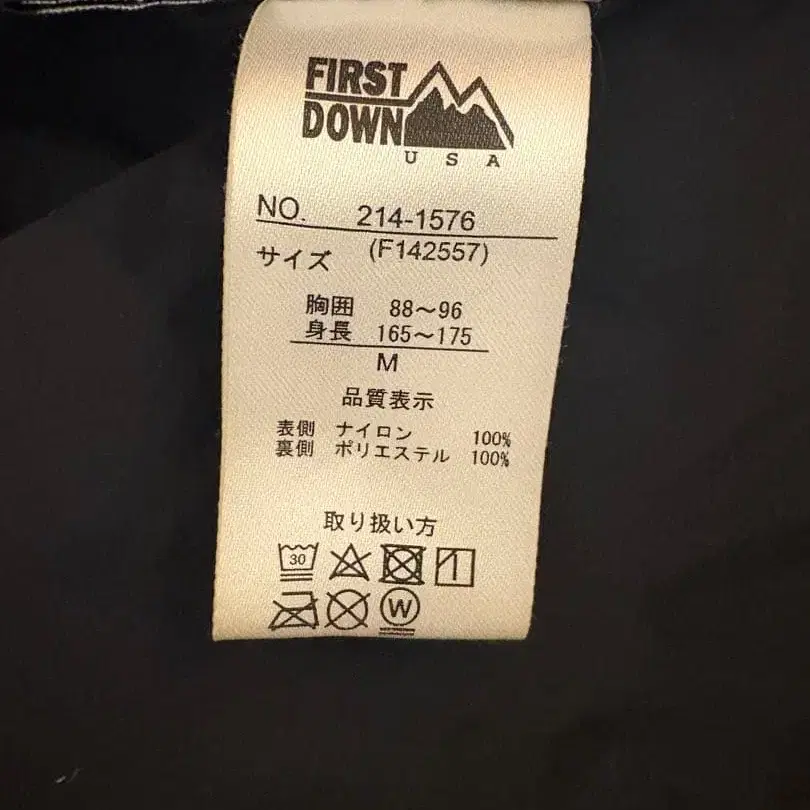 FIRST
DOWN
USA
NO. 214-1576
サイズ (F142557)
胸囲 88～96
身長 165～175
M
品質表示
表側 ナイロン 100%
裏側 ポリエステル 100%
取り扱い方
30
W